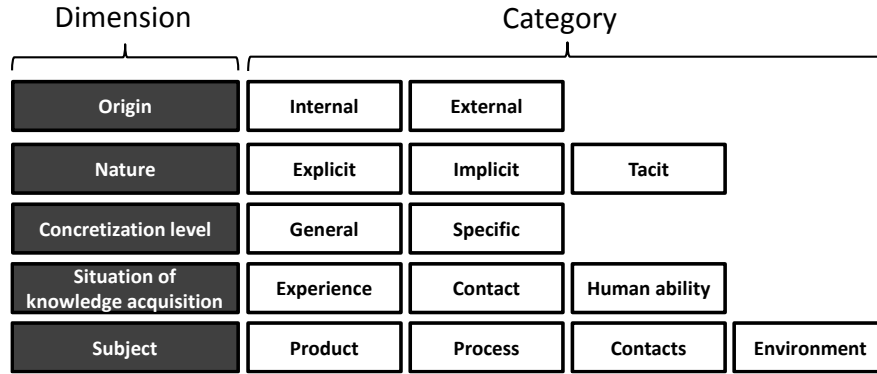 Dimension Category
Origin Internal External
Nature Explicit Implicit Tacit
Concretization level General Specific
Situation of
knowledge acquisition Experience Contact Human ability
Subject Product Process Contacts Environment